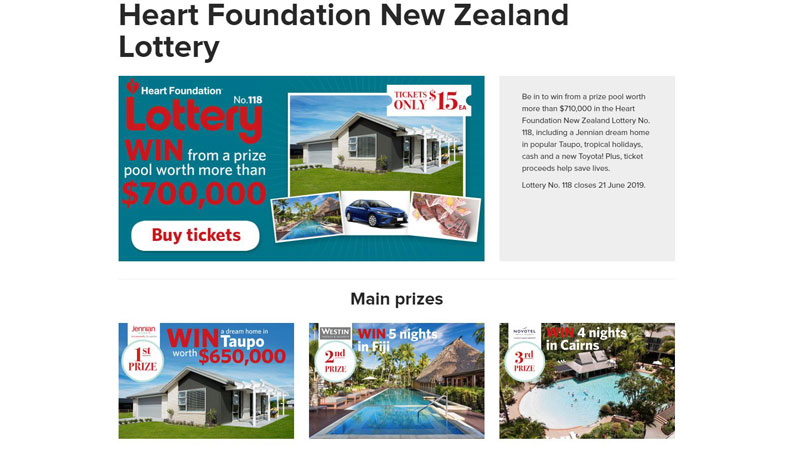 Heart Foundation New Zealand
Lottery
Heart Foundation
Lottery
No.118
WIN from a prize
pool worth more than
$700,000
Buy tickets
TICKETS
ONLY $15 EA
Be in to win from a prize pool worth
more than $710,000 in the Heart
Foundation New Zealand Lottery No.
118, including a Jennian dream home
in popular Taupo, tropical holidays,
cash and a new Toyota! Plus, ticket
proceeds help save lives.
Lottery No. 118 closes 21 June 2019.
Main prizes
Jennian
1st
PRIZE
WIN a dream home in
Taupo
worth $650,000
WESTIN
2nd
PRIZE
WIN 5 nights
in Fiji
NOVOTEL
3rd
PRIZE
WIN 4 nights
in Cairns